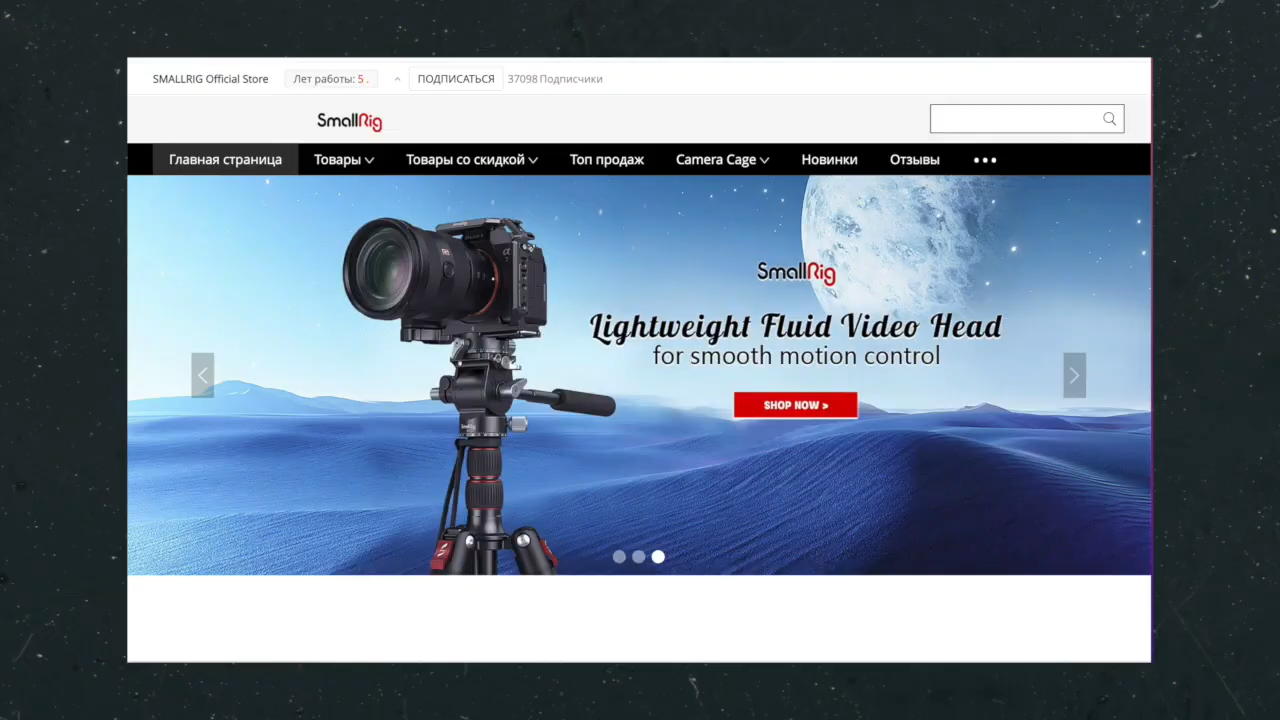 SMALLRIG Official Store Лет работы: 5 . ПОДПИСАТЬСЯ 37098 Подписчики
SmallRig
Главная страница Товары Товары со скидкой Топ продаж Camera Cage Новинки Отзывы •••
SmallRig
Lightweight Fluid Video Head
for smooth motion control
SHOP NOW >